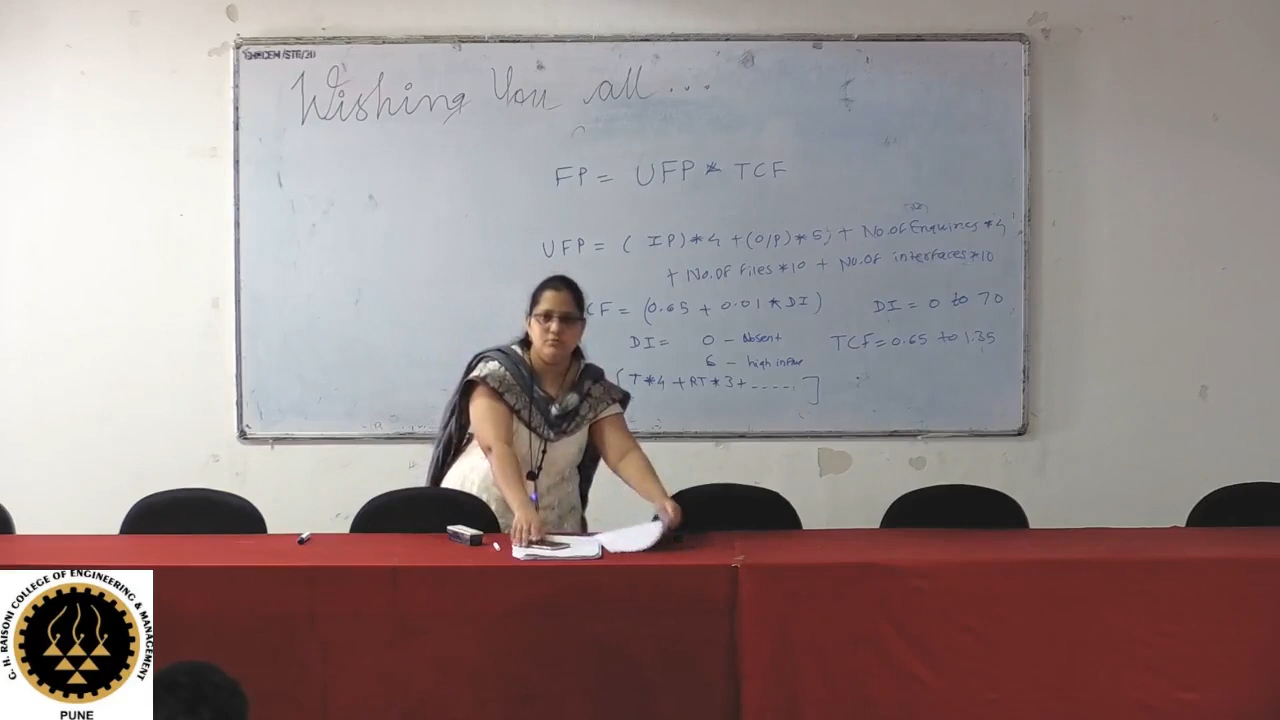 Wishing You all...
FP = UFP * TCF
UFP = ( IP) * 4 + (O/P) * 5) + No. of Enquiries * 4
+ No. of Files * 10 + No. of interfaces * 10
CF = (0.65 + 0.01 * DI) DI = 0 to 70
DI = 0 - Absent TCF = 0.65 to 1.35
6 - high
[T * 4 + RT * 3 + ----.]
G. H. RAISONI COLLEGE OF ENGINEERING & MANAGEMENT
PUNE